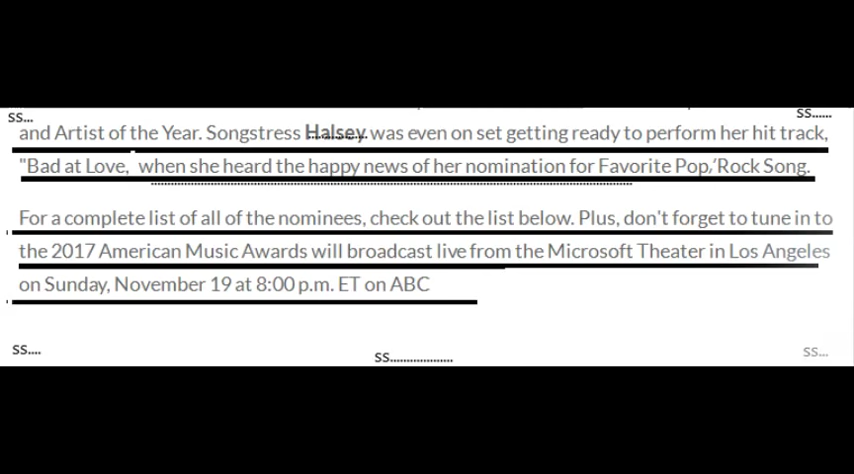 ss... ss......
and Artist of the Year. Songstress Halsey was even on set getting ready to perform her hit track,
"Bad at Love, when she heard the happy news of her nomination for Favorite Pop/Rock Song.
For a complete list of all of the nominees, check out the list below. Plus, don't forget to tune in to
the 2017 American Music Awards will broadcast live from the Microsoft Theater in Los Angeles
on Sunday, November 19 at 8:00 p.m. ET on ABC
ss.... ss................... ss...